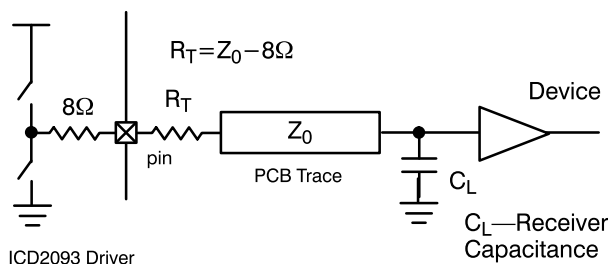 R_T=Z_0−8Ω
Device
8Ω
R_T
Z_0
pin
PCB Trace
C_L
C_L—Receiver
Capacitance
ICD2093 Driver